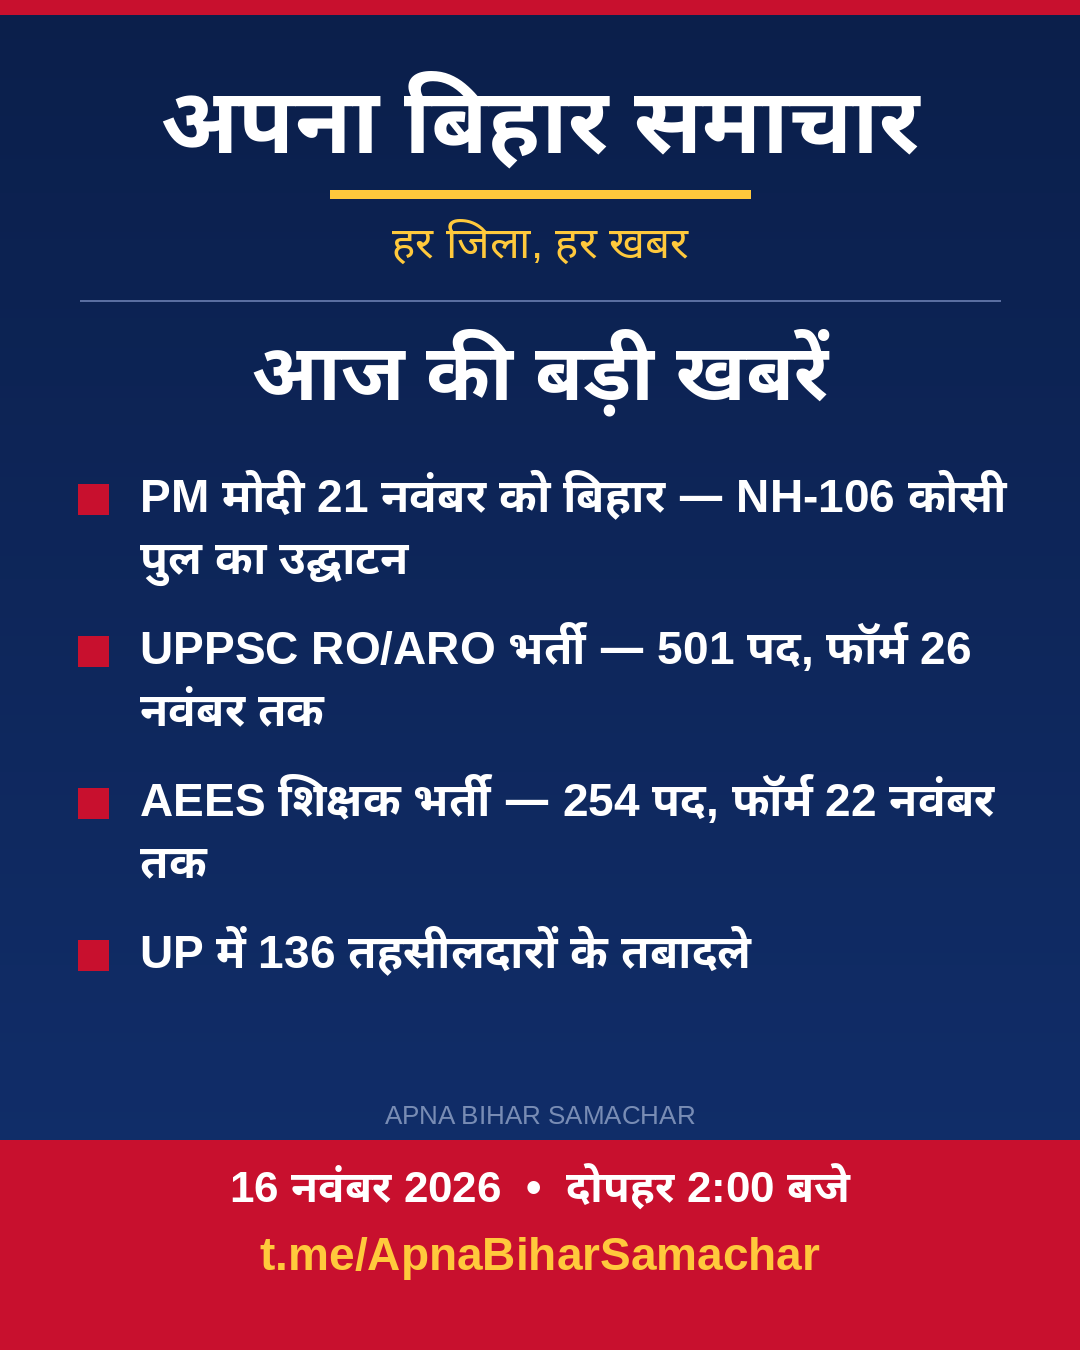 अपना बिहार समाचार
हर जिला, हर खबर
आज की बड़ी खबरें
PM मोदी 21 नवंबर को बिहार — NH-106 कोसी
पुल का उद्घाटन
UPPSC RO/ARO भर्ती — 501 पद, फॉर्म 26
नवंबर तक
AEES शिक्षक भर्ती — 254 पद, फॉर्म 22 नवंबर
तक
UP में 136 तहसीलदारों के तबादले
APNA BIHAR SAMACHAR
16 नवंबर 2026 • दोपहर 2:00 बजे
t.me/ApnaBiharSamachar